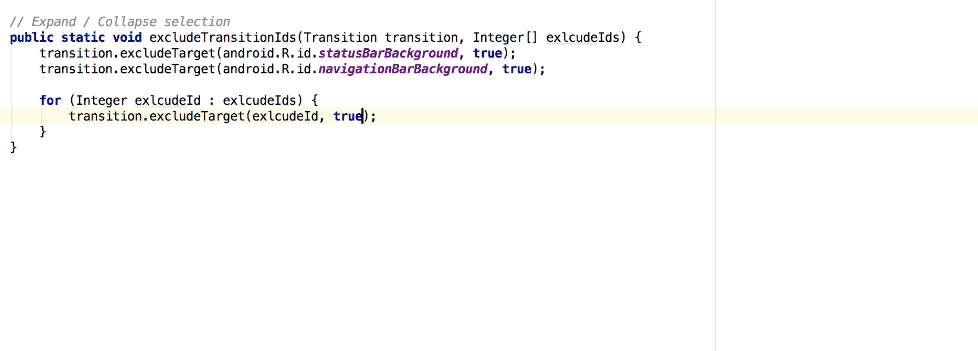 // Expand / Collapse selection
public static void excludeTransitionIds(Transition transition, Integer[] exlcudeIds) {
transition.excludeTarget(android.R.id.statusBarBackground, true);
transition.excludeTarget(android.R.id.navigationBarBackground, true);
for (Integer exlcudeId : exlcudeIds) {
transition.excludeTarget(exlcudeId, true);
}
}